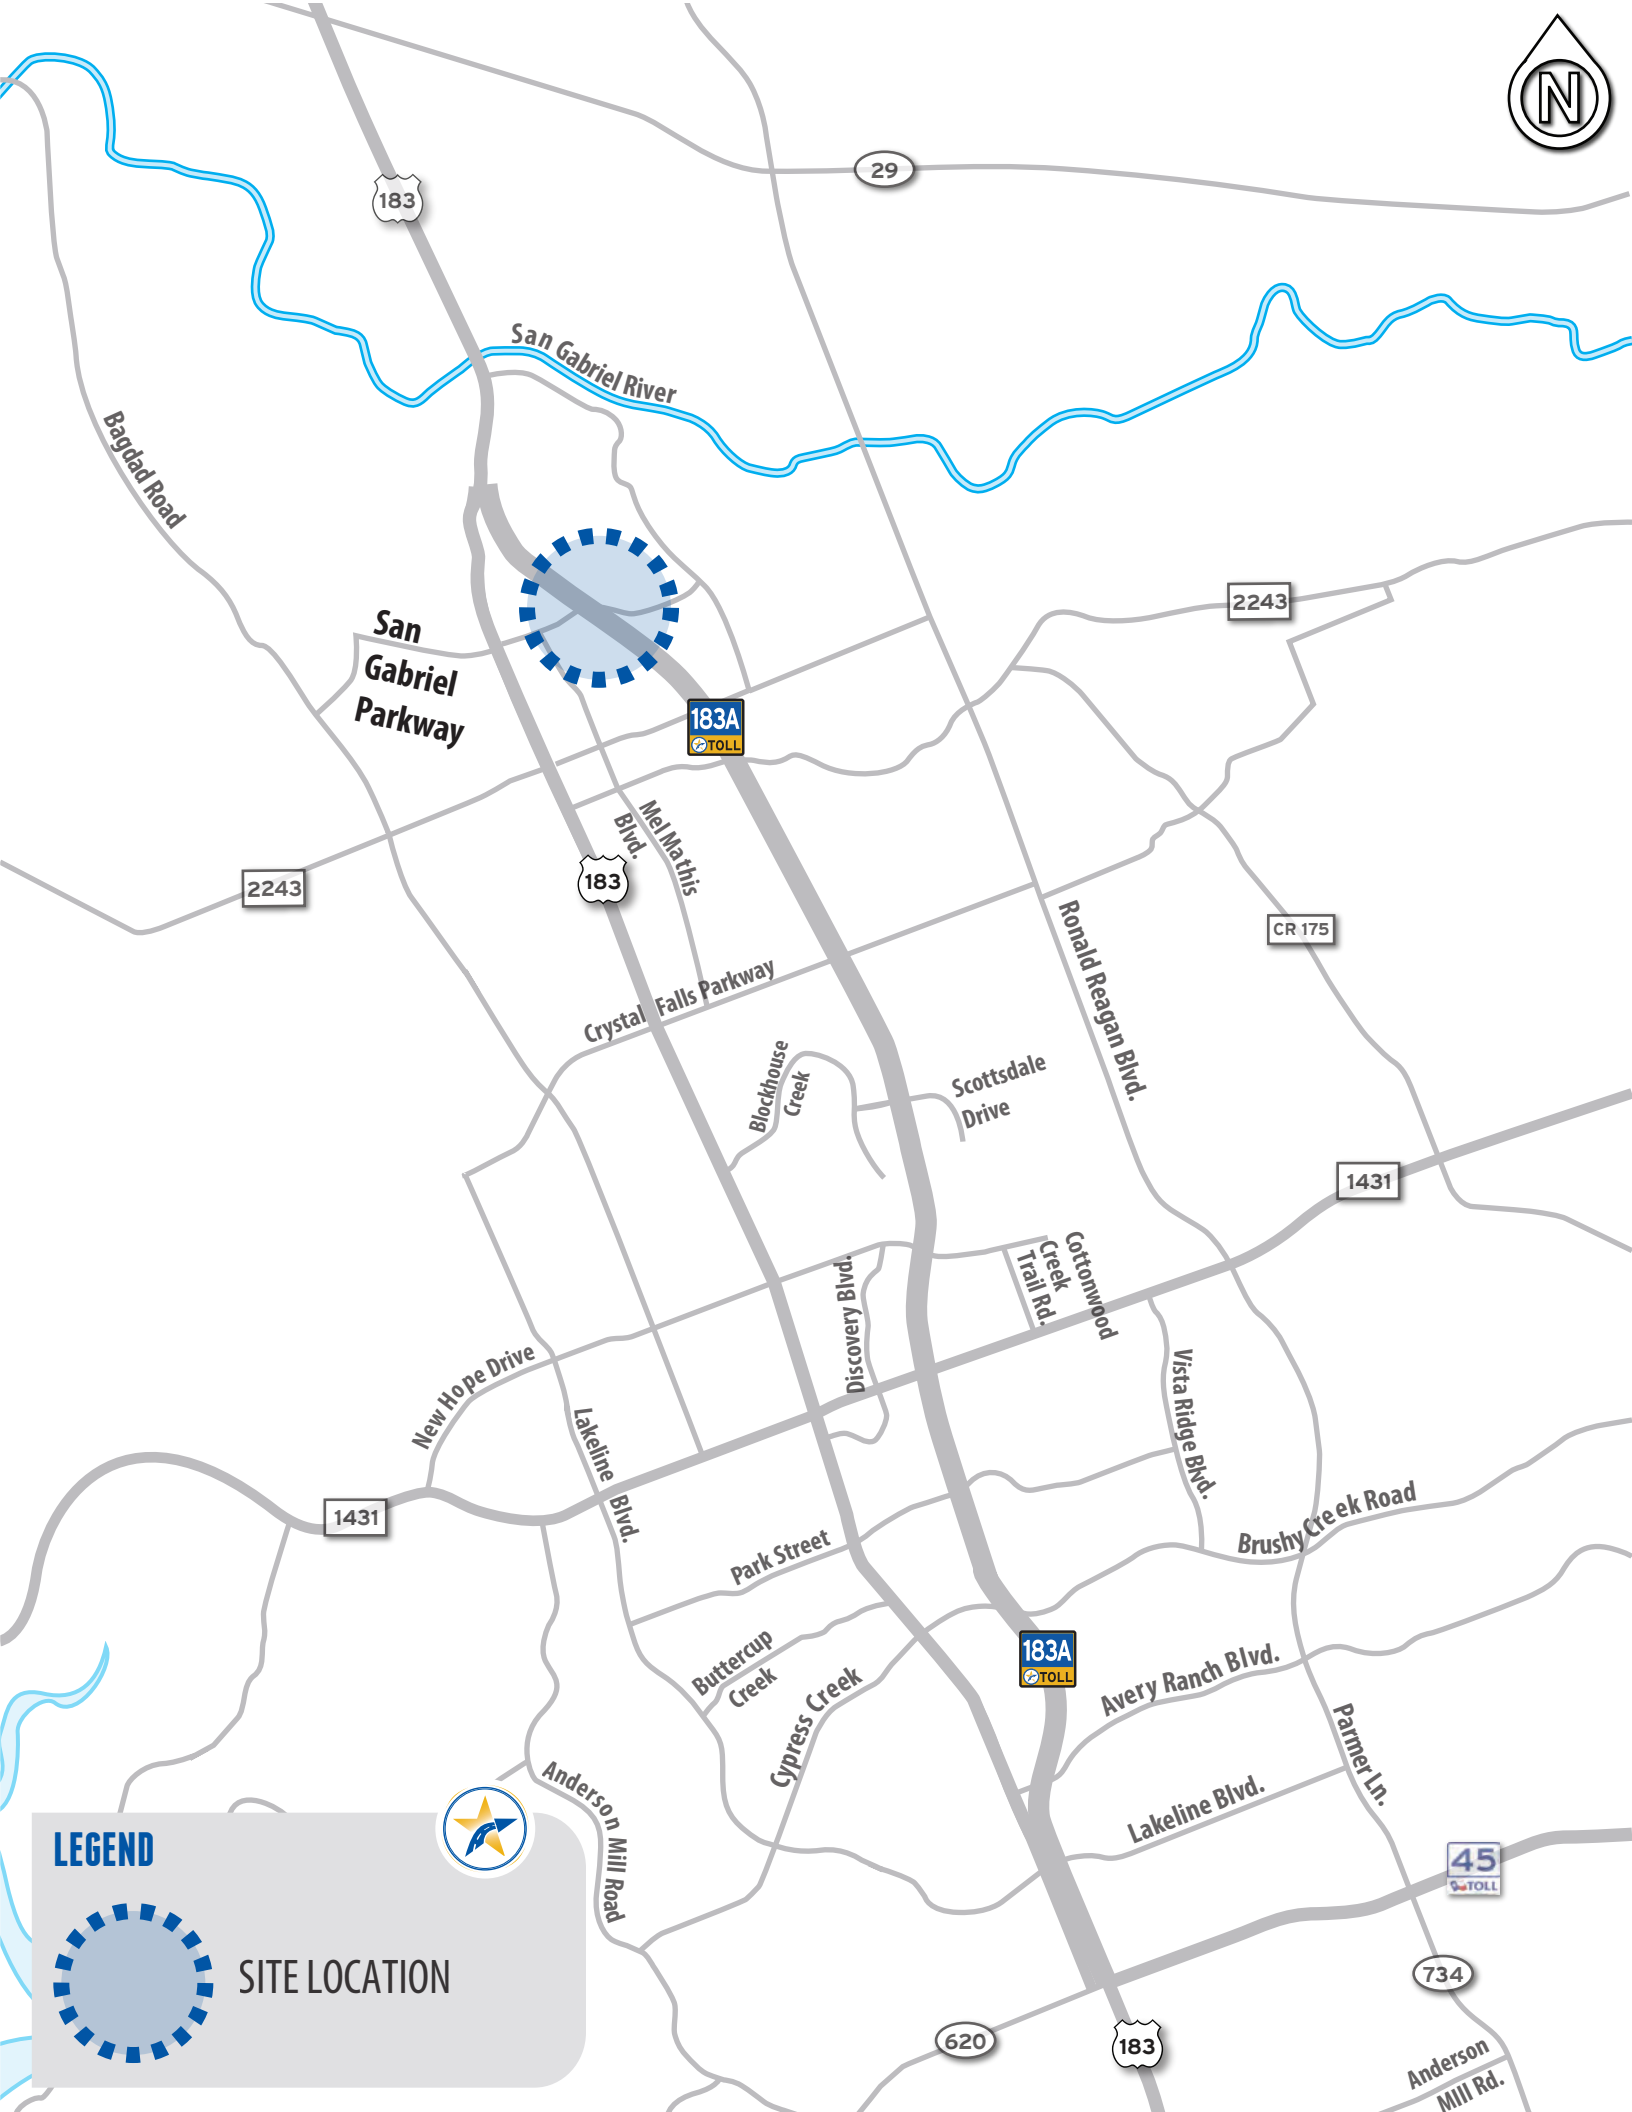 N
29
183
San Gabriel River
Bagdad Road
2243
San
Gabriel
Parkway
183A
TOLL
Mel Mathis
Blvd.
183
2243
CR 175
Ronald Reagan Blvd.
Crystal Falls Parkway
Blockhouse
Creek
Scottsdale
Drive
1431
Cottonwood
Creek
Trail Rd.
Discovery Blvd.
New Hope Drive
Vista Ridge Blvd.
Lakeline Blvd.
1431
Brushy Creek Road
Park Street
Buttercup
Creek
Cypress Creek
183A
TOLL
Avery Ranch Blvd.
Parmer Ln.
Lakeline Blvd.
Anderson Mill Road
45
TOLL
734
620
183
Anderson
Mill Rd.
LEGEND
SITE LOCATION